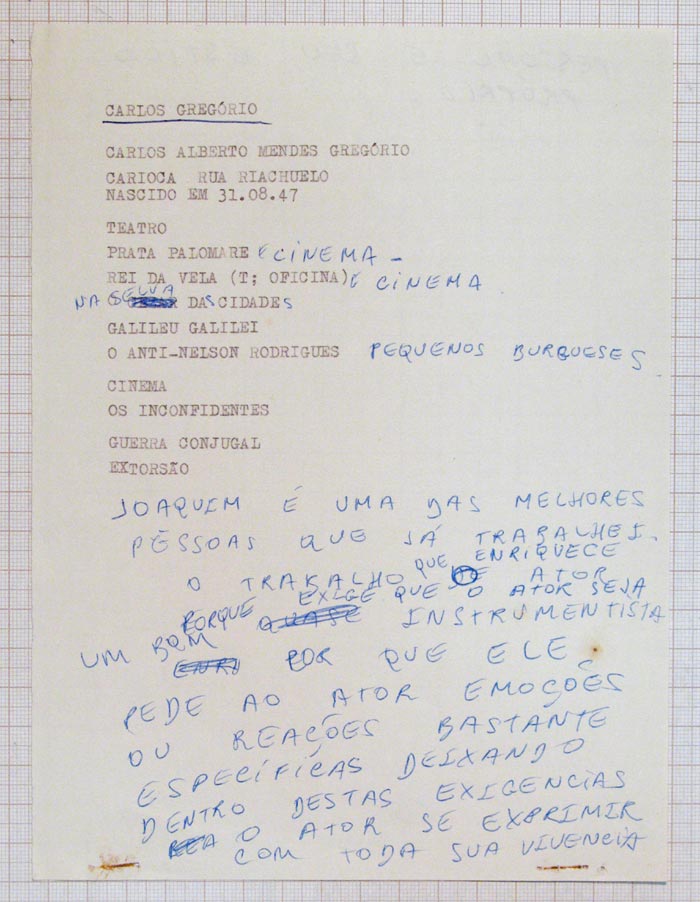 CARLOS GREGÓRIO
CARLOS ALBERTO MENDES GREGÓRIO
CARIOCA RUA RIACHUELO
NASCIDO EM 31.08.47
TEATRO
PRATA PALOMARE E CINEMA -
REI DA VELA (T; OFICINA) E CINEMA
NA SELVA DAS CIDADES
GALILEU GALILEI
O ANTI-NELSON RODRIGUES PEQUENOS BURGUESES
CINEMA
OS INCONFIDENTES
GUERRA CONJUGAL
EXTORSÃO
JOAQUIM É UMA DAS MELHORES
PESSOAS QUE JÁ TRABALHEI.
O TRABALHO QUE ENRIQUECE ATOR
PORQUE EXIGE QUE O ATOR SEJA
UM BOM INSTRUMENTISTA
POR QUE ELE
PEDE AO ATOR EMOÇÕES
OU REAÇÕES BASTANTE
ESPECÍFICAS DEIXANDO
DENTRO DESTAS EXIGENCIAS
O ATOR SE EXPRIMIR
COM TODA SUA VIVENCIA